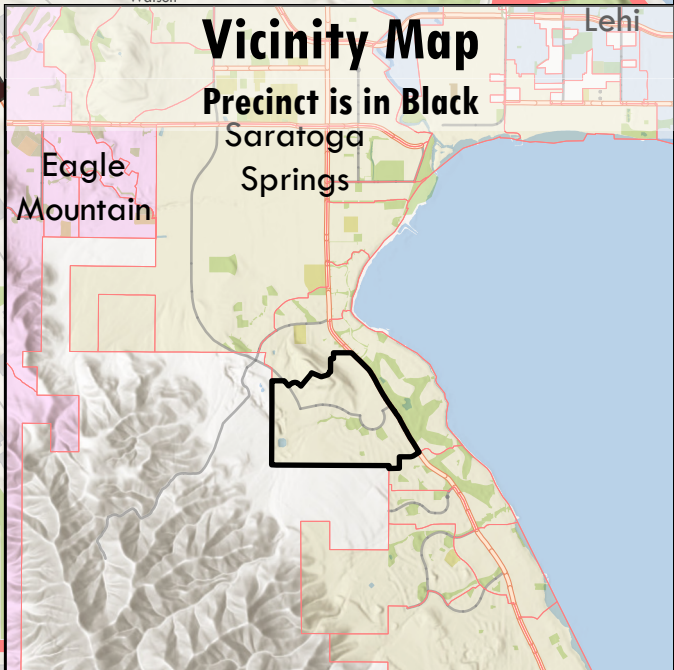 Vicinity Map
Lehi
Precinct is in Black
Saratoga
Springs
Eagle
Mountain